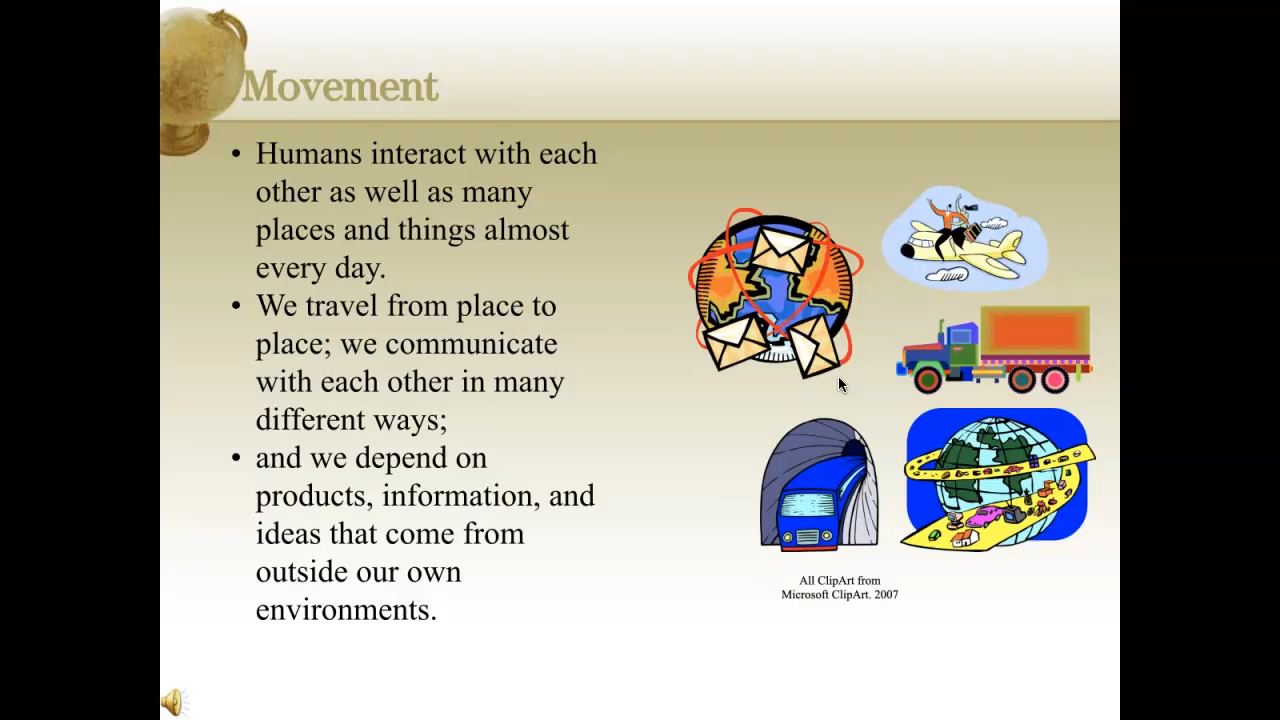 Movement
• Humans interact with each
other as well as many
places and things almost
every day.
• We travel from place to
place; we communicate
with each other in many
different ways;
• and we depend on
products, information, and
ideas that come from
outside our own
environments.
All ClipArt from
Microsoft ClipArt. 2007